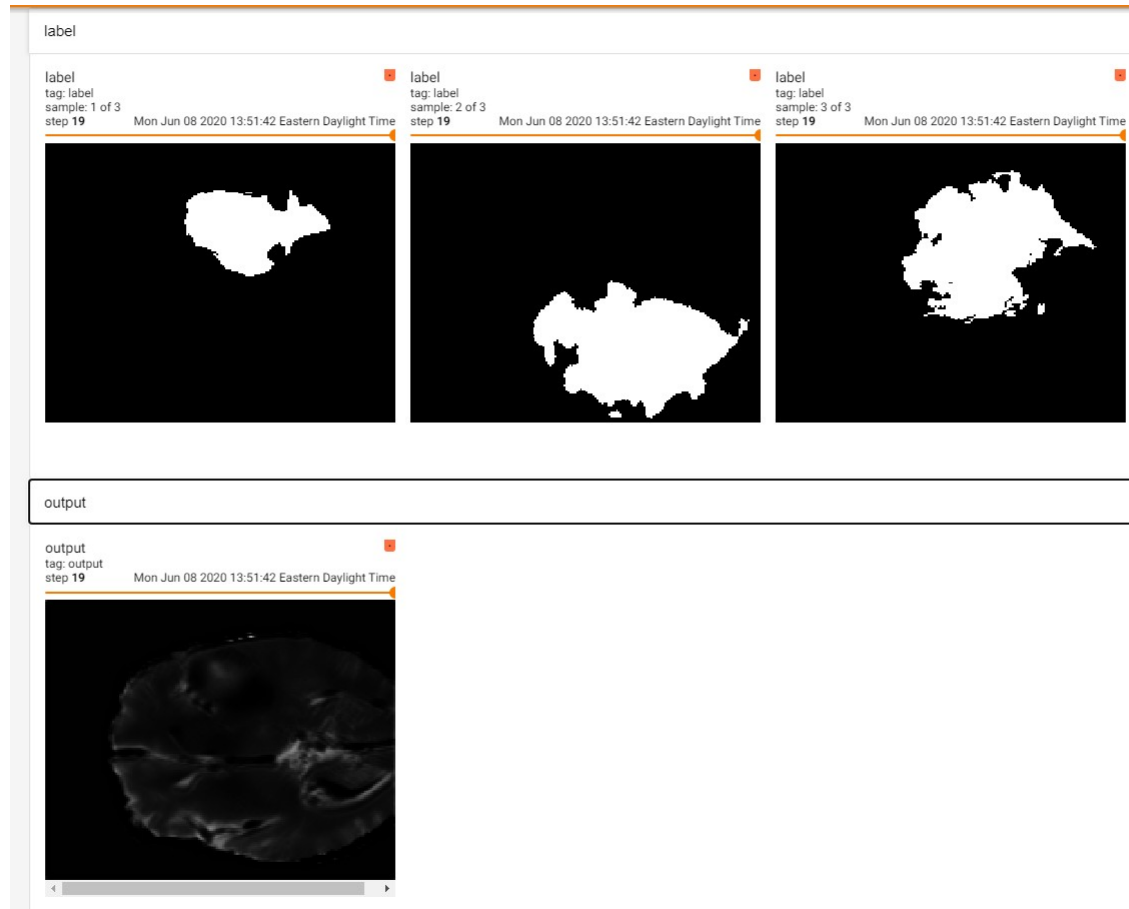 label
label
tag: label
sample: 1 of 3
step 19 Mon Jun 08 2020 13:51:42 Eastern Daylight Time
label
tag: label
sample: 2 of 3
step 19 Mon Jun 08 2020 13:51:42 Eastern Daylight Time
label
tag: label
sample: 3 of 3
step 19 Mon Jun 08 2020 13:51:42 Eastern Daylight Time
output
output
tag: output
step 19 Mon Jun 08 2020 13:51:42 Eastern Daylight Time